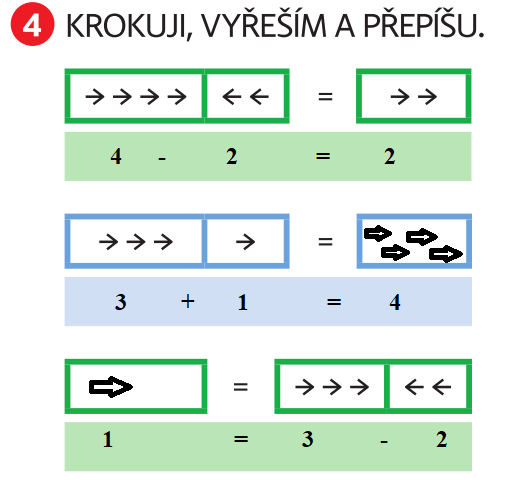 4 KROKUJI, VYŘEŠÍM A PŘEPÍŠU.
→ → → → ← ← = → →
4 - 2 = 2
→ → → → = ⇨ ⇨ ⇨ ⇨
3 + 1 = 4
⇨ = → → → ← ←
1 = 3 - 2